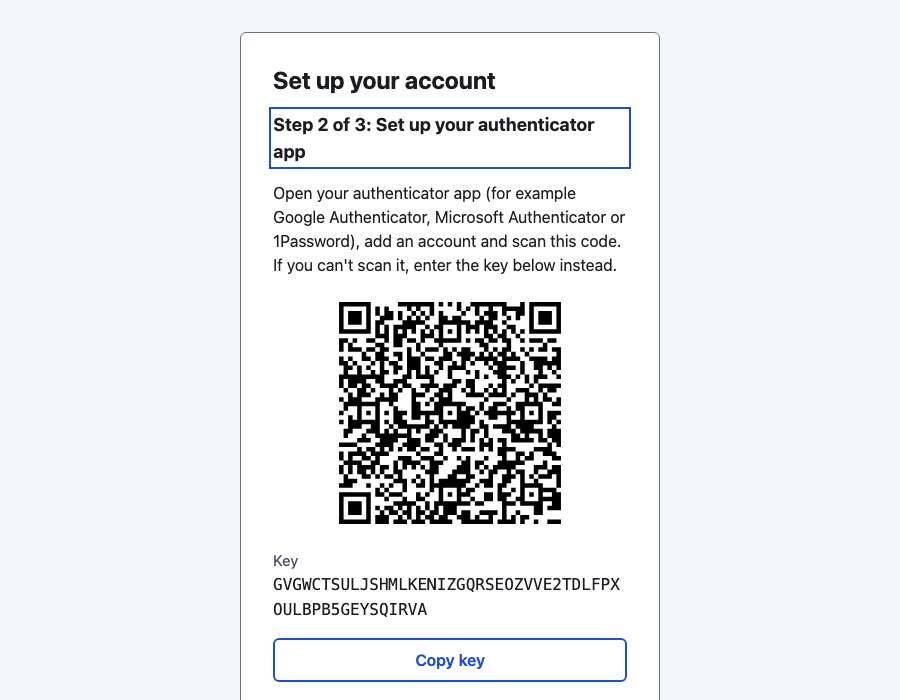 Set up your account
Step 2 of 3: Set up your authenticator
app
Open your authenticator app (for example
Google Authenticator, Microsoft Authenticator or
1Password), add an account and scan this code.
If you can't scan it, enter the key below instead.
Key
GVGWCTSULJSHMLKENIZGQRSEOZVVE2TDLFPX
OULBPB5GEYSQIRVA
Copy key